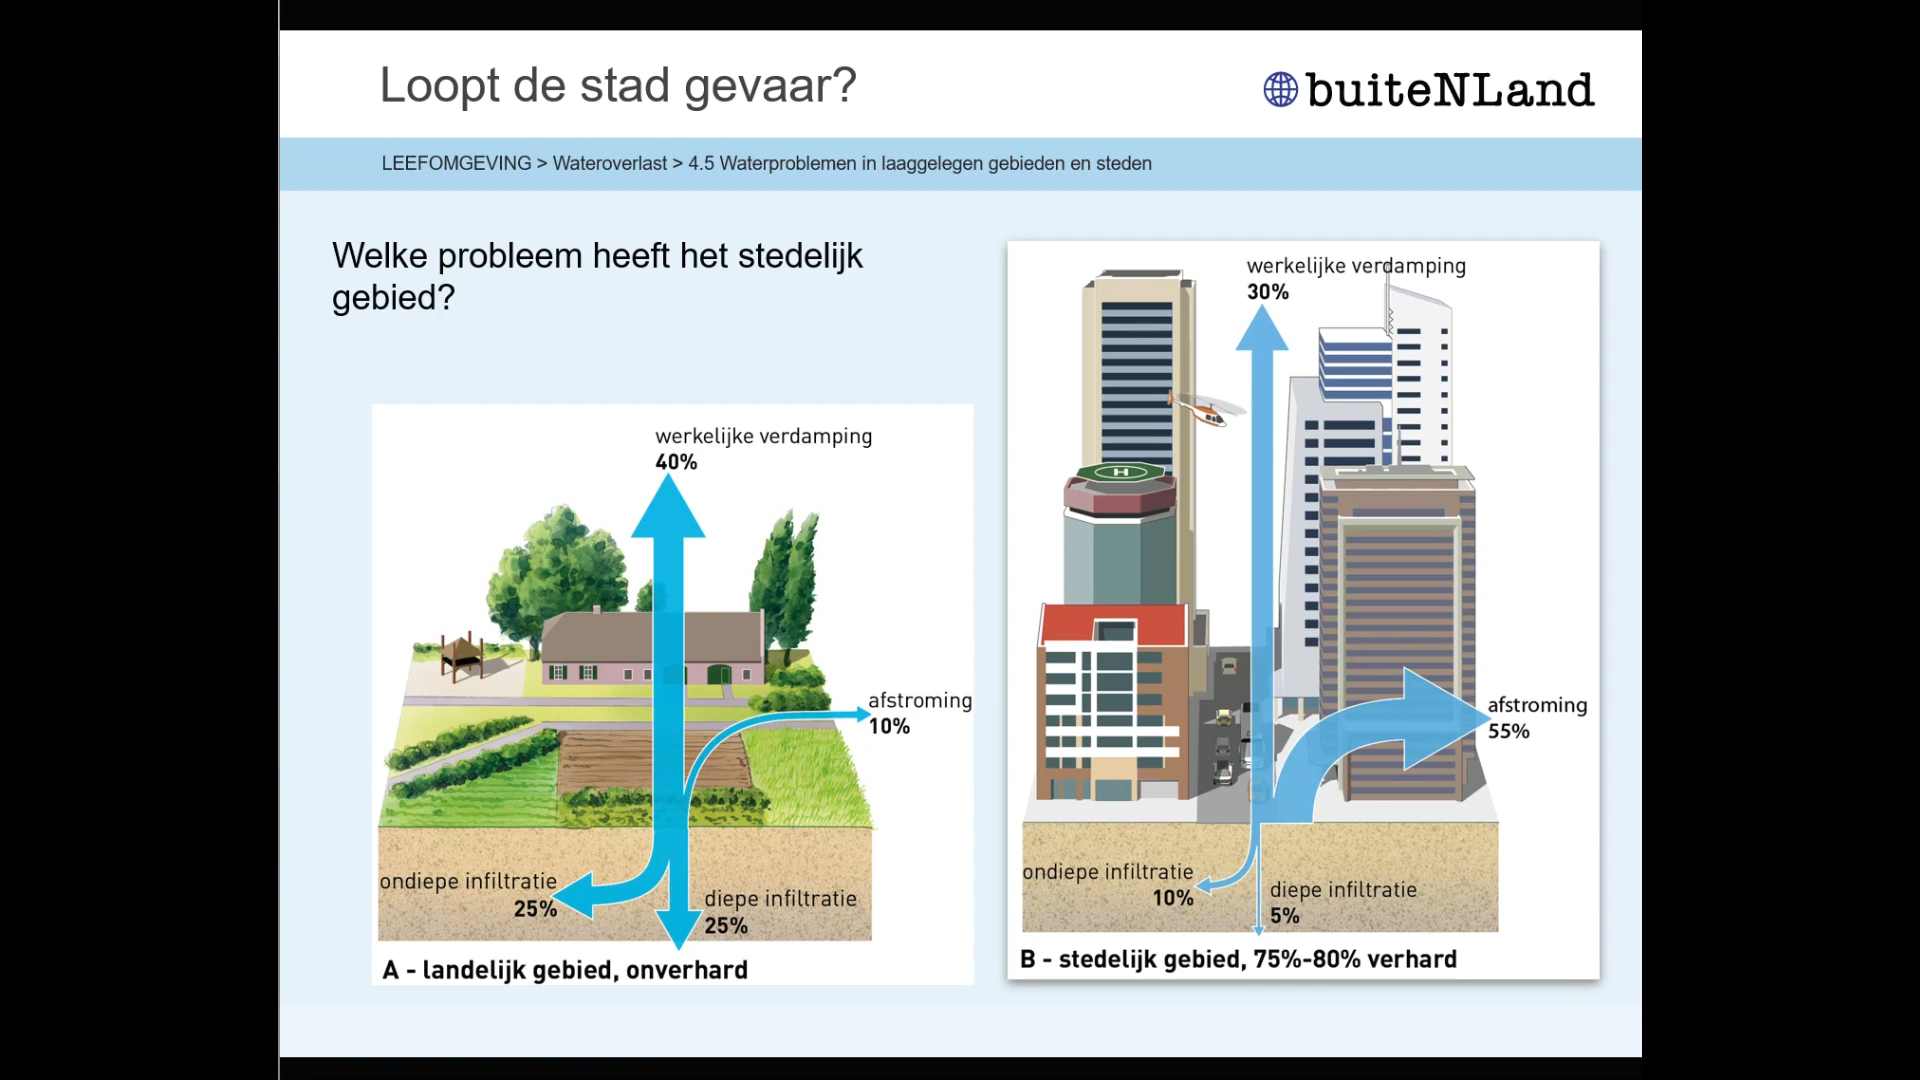 Loopt de stad gevaar?
buiteNLand
LEEFOMGEVING > Wateroverlast > 4.5 Waterproblemen in laaggelegen gebieden en steden
Welke probleem heeft het stedelijk
gebied?
werkelijke verdamping
40%
afstroming
10%
ondiepe infiltratie
25%
diepe infiltratie
25%
A - landelijk gebied, onverhard
werkelijke verdamping
30%
H
afstroming
55%
ondiepe infiltratie
10%
diepe infiltratie
5%
B - stedelijk gebied, 75%-80% verhard